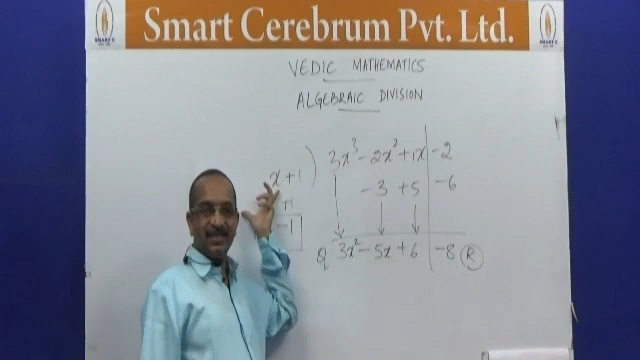 Smart Cerebrum Pvt. Ltd.
VEDIC MATHEMATICS
ALGEBRAIC DIVISION
x + 1 ) 3x³ - 2x² + 1x - 2
+1 - 3 + 5 - 6
-1
Q 3x² - 5x + 6 - 8 R